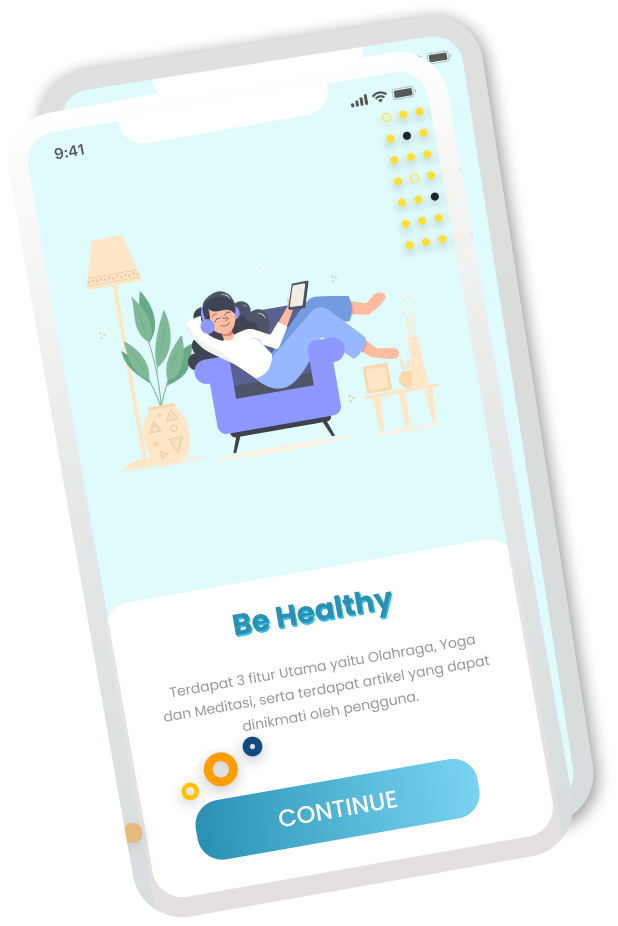 9:41
Be Healthy
Terdapat 3 fitur Utama yaitu Olahraga, Yoga
dan Meditasi, serta terdapat artikel yang dapat
dinikmati oleh pengguna.
CONTINUE